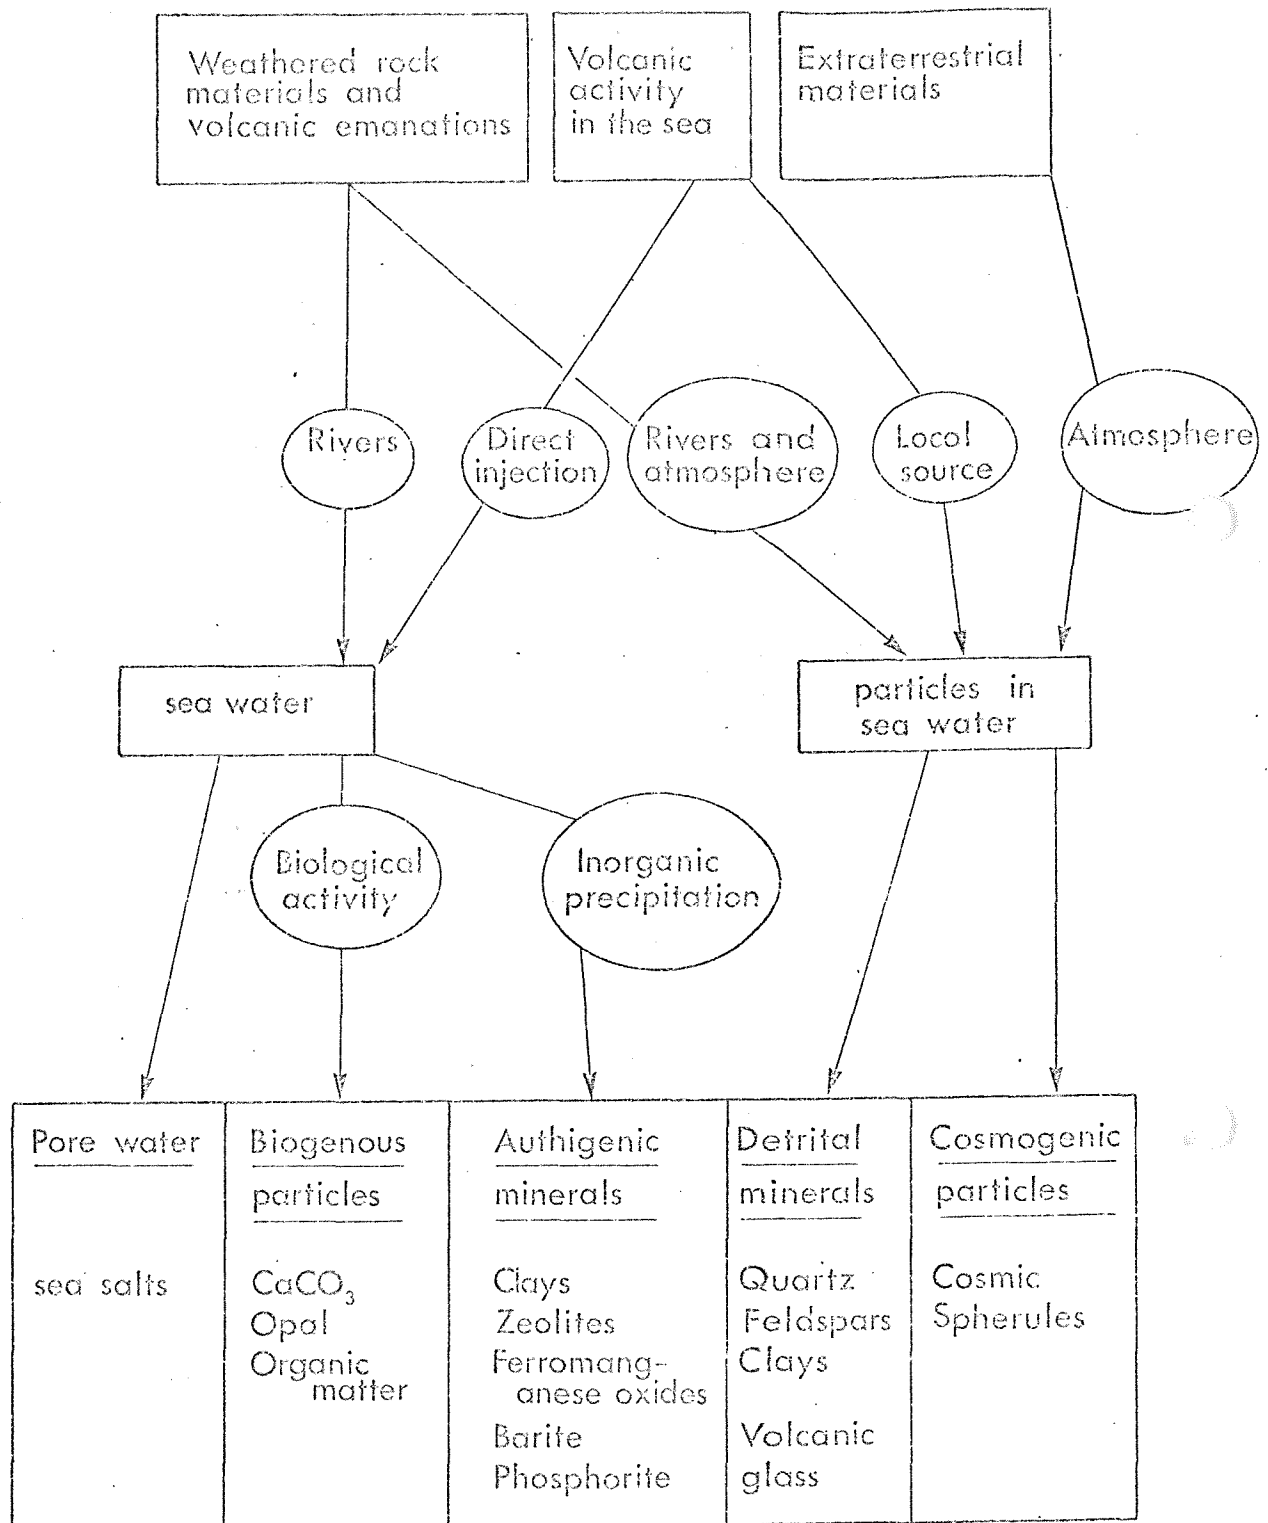 Weathered rock
materials and
volcanic emanations
Volcanic
activity
in the sea
Extraterrestrial
materials
Rivers
Direct
injection
Rivers and
atmosphere
Local
source
Atmosphere
sea water
particles in
sea water
Biological
activity
Inorganic
precipitation
Pore water
sea salts
Biogenous
particles
CaCO₃
Opal
Organic
matter
Authigenic
minerals
Clays
Zeolites
Ferromang-
anese oxides
Barite
Phosphorite
Detrital
minerals
Quartz
Feldspars
Clays
Volcanic
glass
Cosmogenic
particles
Cosmic
Spherules